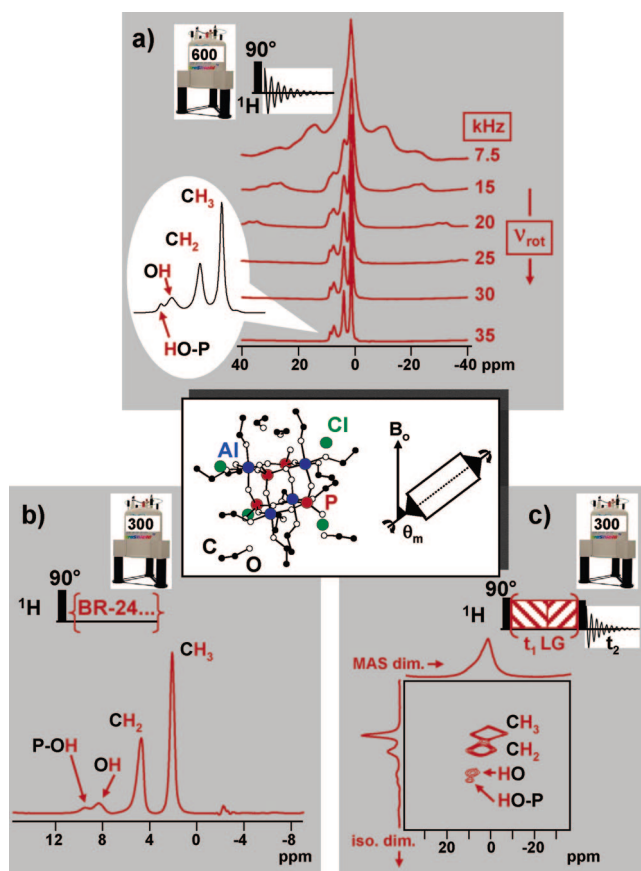 a)
600
90°
¹H
kHz
7.5
15
20
25
30
35
νrot
CH₃
CH₂
OH
HO-P
40 20 0 -20 -40
ppm
Al
Cl
P
C
O
Bₒ
θm
b)
300
90°
¹H
BR-24...
CH₃
CH₂
P-OH
OH
12 8 4 0 -4 -8
ppm
c)
300
90°
¹H
t₁ LG
t₂
MAS dim.
CH₃
CH₂
HO
HO-P
iso. dim.
20 0 -20
ppm